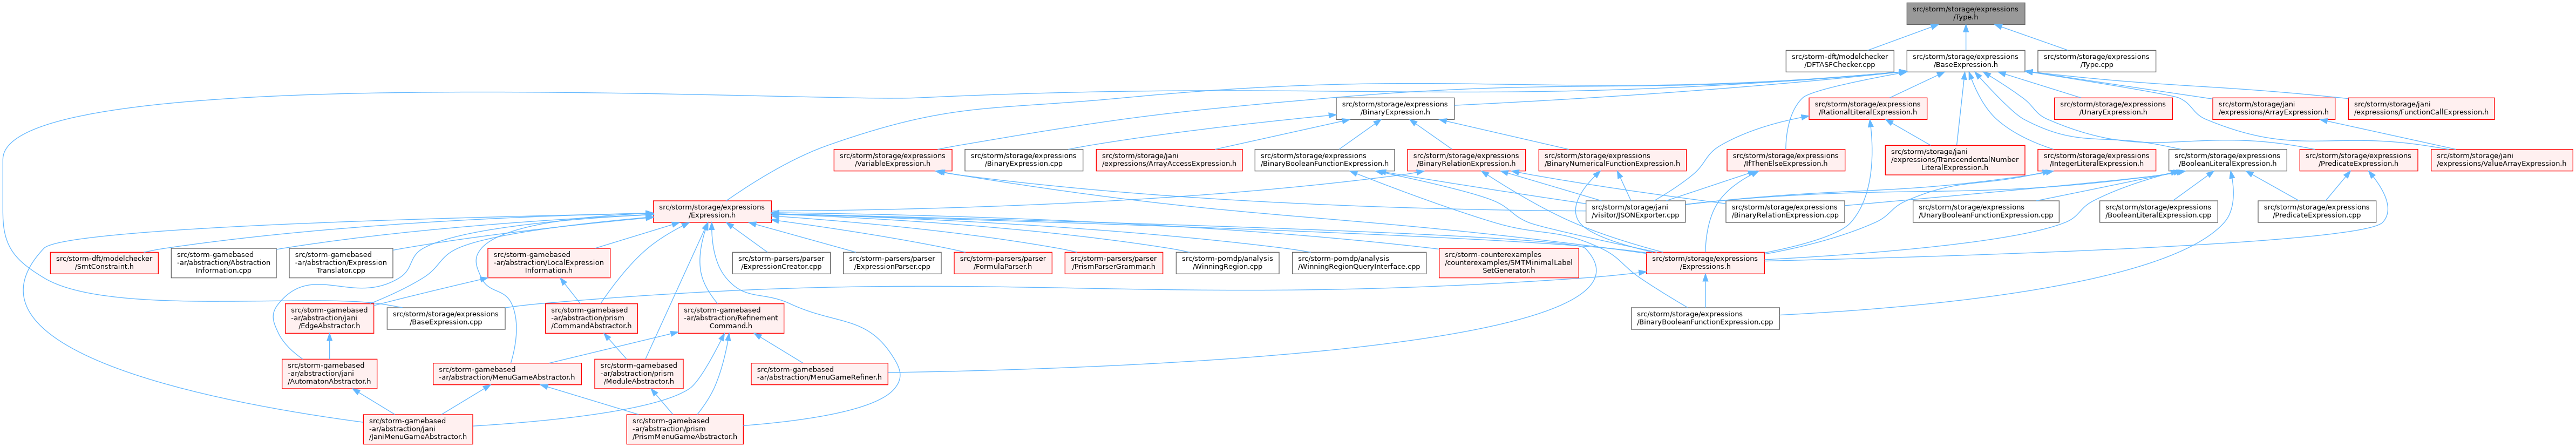 src/storm/storage/expressions
/Type.h
src/storm-dft/modelchecker
/DFTASFChecker.cpp
src/storm/storage/expressions
/BaseExpression.h
src/storm/storage/expressions
/Type.cpp
src/storm/storage/expressions
/BinaryExpression.h
src/storm/storage/expressions
/RationalLiteralExpression.h
src/storm/storage/expressions
/UnaryExpression.h
src/storm/storage/jani
/expressions/ArrayExpression.h
src/storm/storage/jani
/expressions/FunctionCallExpression.h
src/storm/storage/expressions
/VariableExpression.h
src/storm/storage/expressions
/BinaryExpression.cpp
src/storm/storage/jani
/expressions/ArrayAccessExpression.h
src/storm/storage/expressions
/BinaryBooleanFunctionExpression.h
src/storm/storage/expressions
/BinaryRelationExpression.h
src/storm/storage/expressions
/BinaryNumericalFunctionExpression.h
src/storm/storage/expressions
/IfThenElseExpression.h
src/storm/storage/jani
/expressions/TranscendentalNumber
LiteralExpression.h
src/storm/storage/expressions
/IntegerLiteralExpression.h
src/storm/storage/expressions
/BooleanLiteralExpression.h
src/storm/storage/expressions
/PredicateExpression.h
src/storm/storage/jani
/expressions/ValueArrayExpression.h
src/storm/storage/expressions
/Expression.h
src/storm/storage/jani
/visitor/JSONExporter.cpp
src/storm/storage/expressions
/BinaryRelationExpression.cpp
src/storm/storage/expressions
/UnaryBooleanFunctionExpression.cpp
src/storm/storage/expressions
/BooleanLiteralExpression.cpp
src/storm/storage/expressions
/PredicateExpression.cpp
src/storm-dft/modelchecker
/SmtConstraint.h
src/storm-gamebased
-ar/abstraction/Abstraction
Information.cpp
src/storm-gamebased
-ar/abstraction/Expression
Translator.cpp
src/storm-gamebased
-ar/abstraction/LocalExpression
Information.h
src/storm-parsers/parser
/ExpressionCreator.cpp
src/storm-parsers/parser
/ExpressionParser.cpp
src/storm-parsers/parser
/FormulaParser.h
src/storm-parsers/parser
/PrismParserGrammar.h
src/storm-pomdp/analysis
/WinningRegion.cpp
src/storm-pomdp/analysis
/WinningRegionQueryInterface.cpp
src/storm-counterexamples
/counterexamples/SMTMinimalLabel
SetGenerator.h
src/storm/storage/expressions
/Expressions.h
src/storm-gamebased
-ar/abstraction/jani
/EdgeAbstractor.h
src/storm/storage/expressions
/BaseExpression.cpp
src/storm-gamebased
-ar/abstraction/prism
/CommandAbstractor.h
src/storm-gamebased
-ar/abstraction/Refinement
Command.h
src/storm/storage/expressions
/BinaryBooleanFunctionExpression.cpp
src/storm-gamebased
-ar/abstraction/jani
/AutomatonAbstractor.h
src/storm-gamebased
-ar/abstraction/MenuGameAbstractor.h
src/storm-gamebased
-ar/abstraction/prism
/ModuleAbstractor.h
src/storm-gamebased
-ar/abstraction/MenuGameRefiner.h
src/storm-gamebased
-ar/abstraction/jani
/JaniMenuGameAbstractor.h
src/storm-gamebased
-ar/abstraction/prism
/PrismMenuGameAbstractor.h